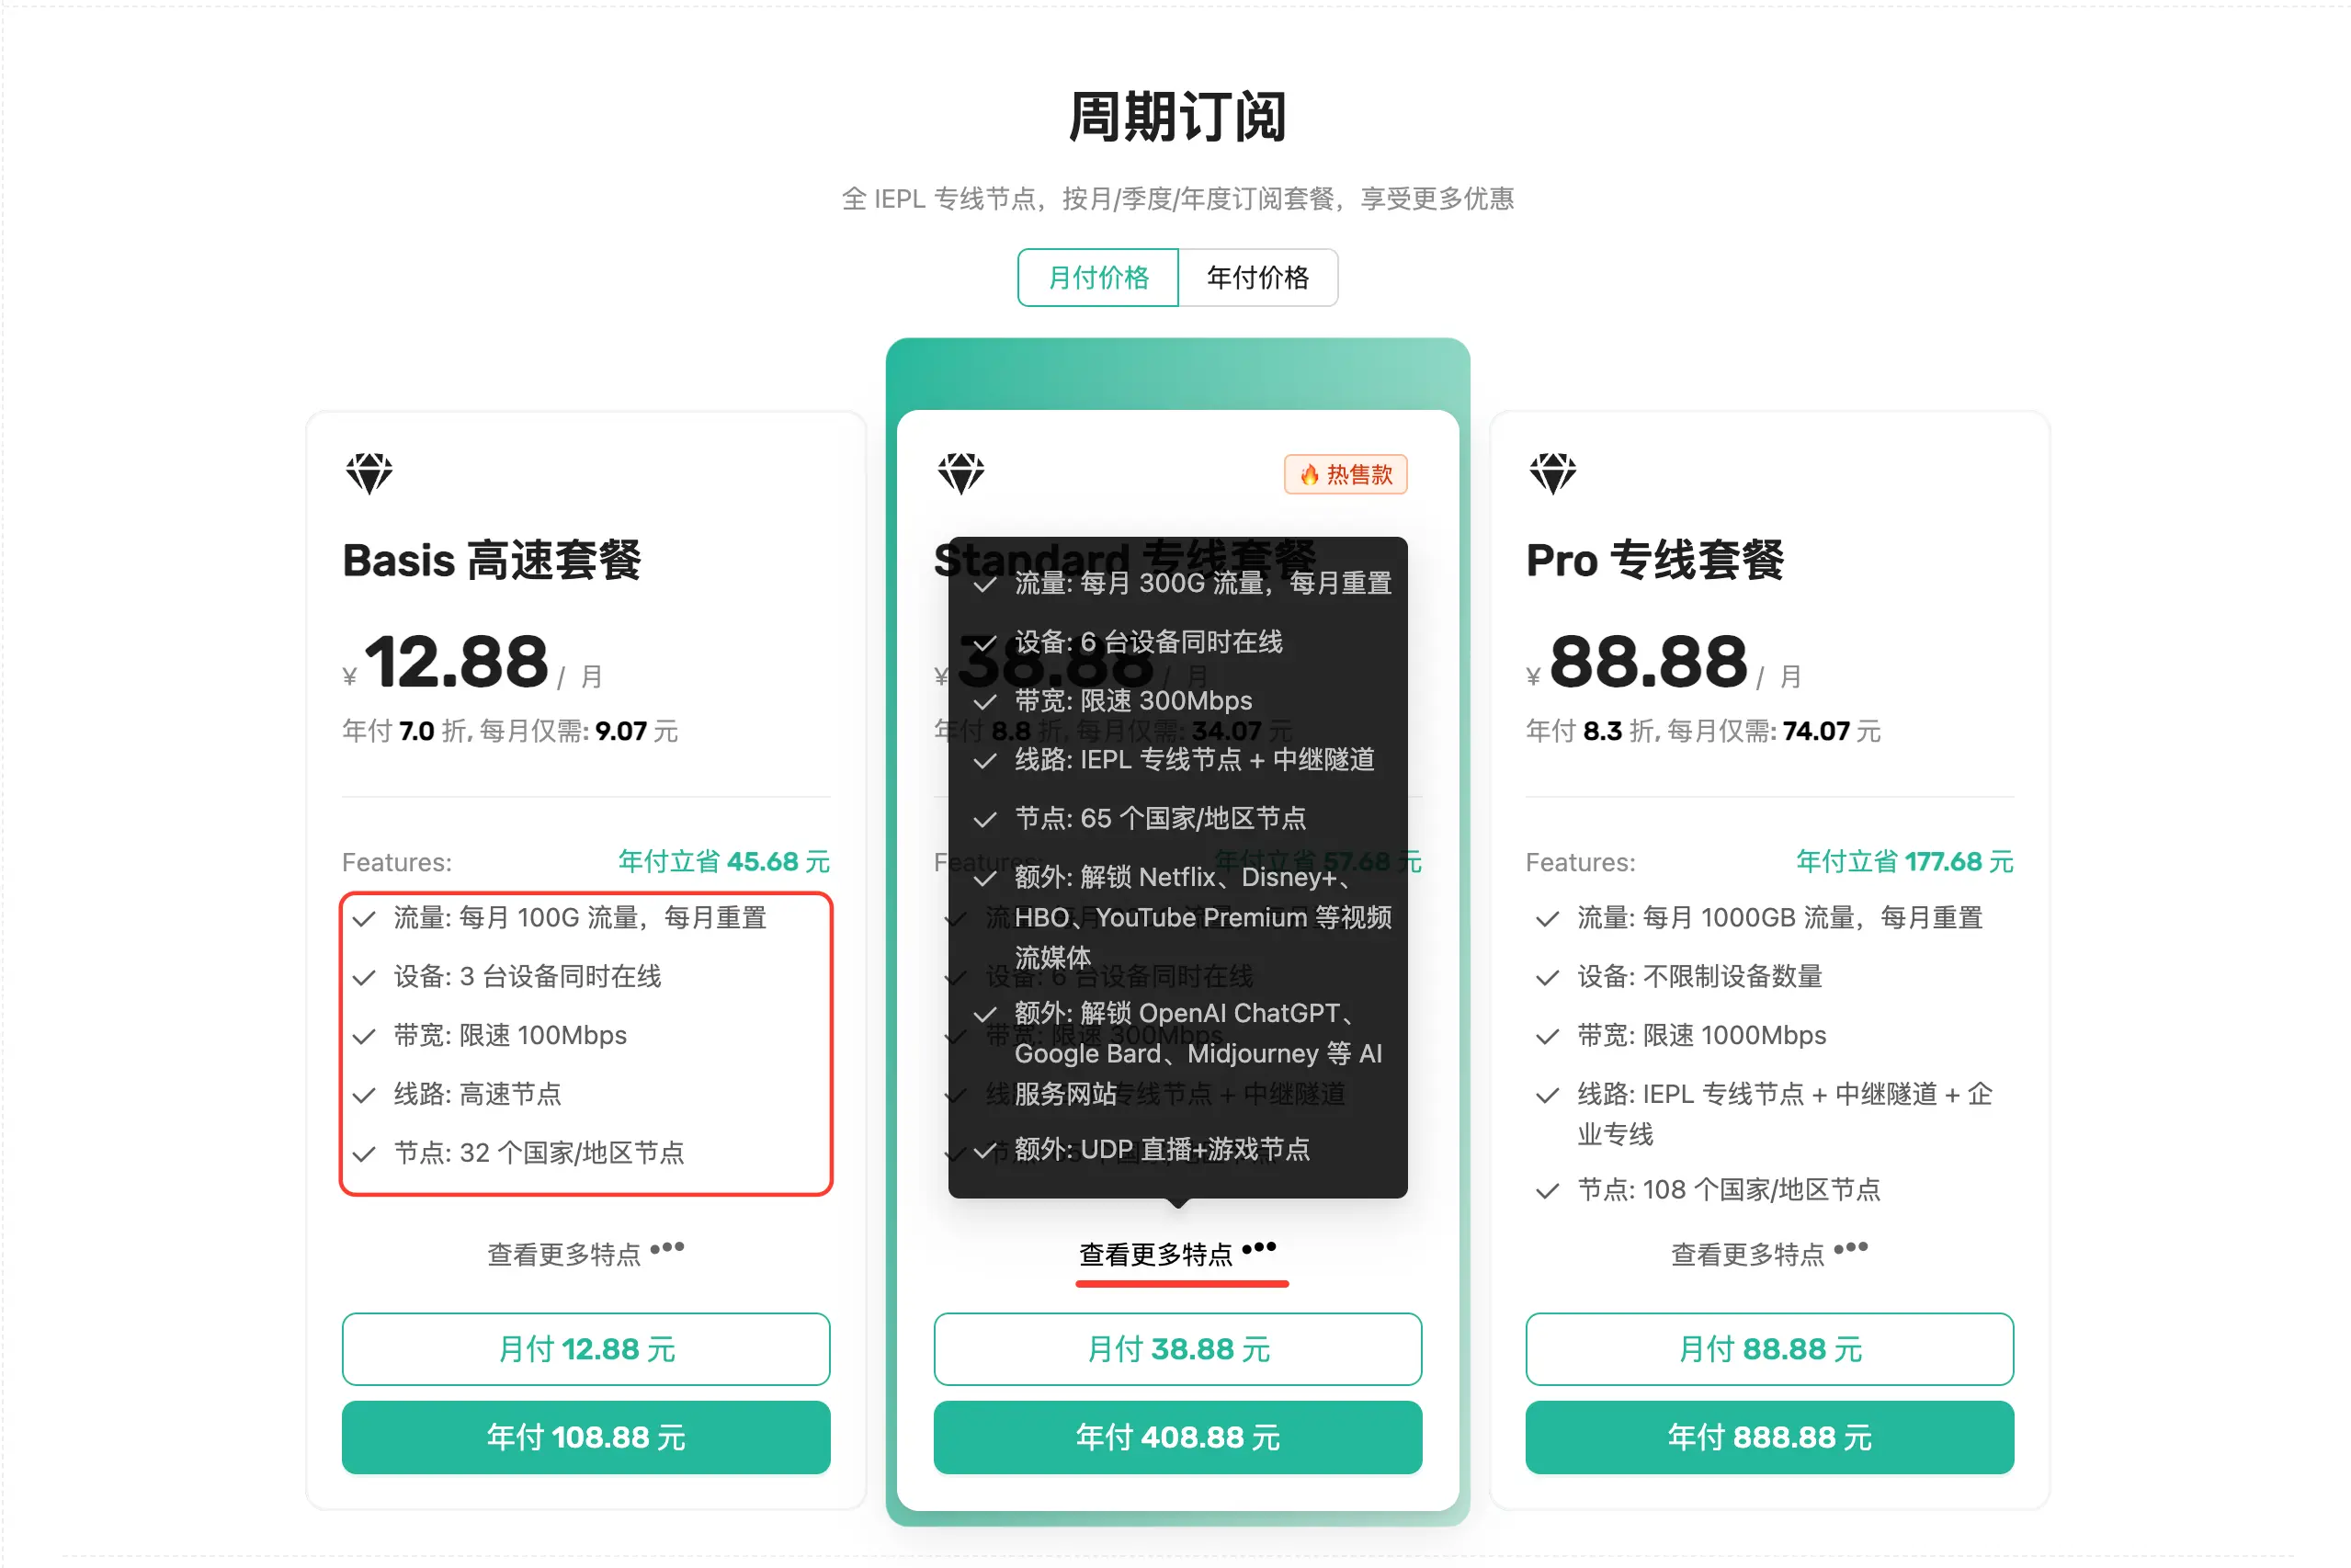 周期订阅
全 IEPL 专线节点，按月/季度/年度订阅套餐，享受更多优惠
月付价格
年付价格
Basis 高速套餐
¥ 12.88 / 月
年付 7.0 折, 每月仅需: 9.07 元
Features:
年付立省 45.68 元
流量: 每月 100G 流量，每月重置
设备: 3 台设备同时在线
带宽: 限速 100Mbps
线路: 高速节点
节点: 32 个国家/地区节点
查看更多特点 •••
月付 12.88 元
年付 108.88 元
🔥 热售款
Standard 专线套餐
¥ 38.88 / 月
年付 8.8 折, 每月仅需: 34.07 元
Features:
年付立省 57.68 元
流量: 每月 300G 流量，每月重置
设备: 6 台设备同时在线
带宽: 限速 300Mbps
线路: IEPL 专线节点 + 中继隧道
节点: 65 个国家/地区节点
额外: 解锁 Netflix、Disney+、
HBO、YouTube Premium 等视频
流媒体
额外: 解锁 OpenAI ChatGPT、
Google Bard、Midjourney 等 AI
服务网站
额外: UDP 直播+游戏节点
查看更多特点 •••
月付 38.88 元
年付 408.88 元
Pro 专线套餐
¥ 88.88 / 月
年付 8.3 折, 每月仅需: 74.07 元
Features:
年付立省 177.68 元
流量: 每月 1000GB 流量，每月重置
设备: 不限制设备数量
带宽: 限速 1000Mbps
线路: IEPL 专线节点 + 中继隧道 + 企
业专线
节点: 108 个国家/地区节点
查看更多特点 •••
月付 88.88 元
年付 888.88 元